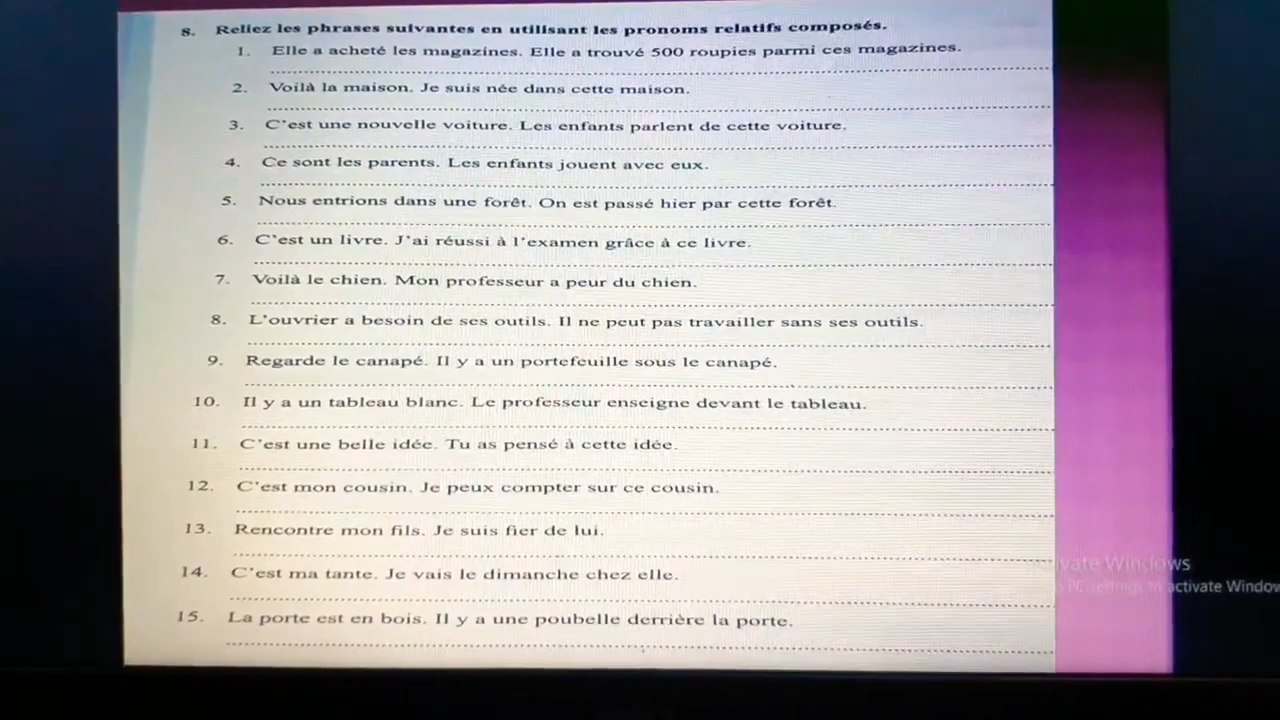 8. Reliez les phrases suivantes en utilisant les pronoms relatifs composés.
1. Elle a acheté les magazines. Elle a trouvé 500 roupies parmi ces magazines.
2. Voilà la maison. Je suis née dans cette maison.
3. C'est une nouvelle voiture. Les enfants parlent de cette voiture.
4. Ce sont les parents. Les enfants jouent avec eux.
5. Nous entrions dans une forêt. On est passé hier par cette forêt.
6. C'est un livre. J'ai réussi à l'examen grâce à ce livre.
7. Voilà le chien. Mon professeur a peur du chien.
8. L'ouvrier a besoin de ses outils. Il ne peut pas travailler sans ses outils.
9. Regarde le canapé. Il y a un portefeuille sous le canapé.
10. Il y a un tableau blanc. Le professeur enseigne devant le tableau.
11. C'est une belle idée. Tu as pensé à cette idée.
12. C'est mon cousin. Je peux compter sur ce cousin.
13. Rencontre mon fils. Je suis fier de lui.
vate Windows
14. C'est ma tante. Je vais le dimanche chez elle.
PC settings to activate Window
15. La porte est en bois. Il y a une poubelle derrière la porte.